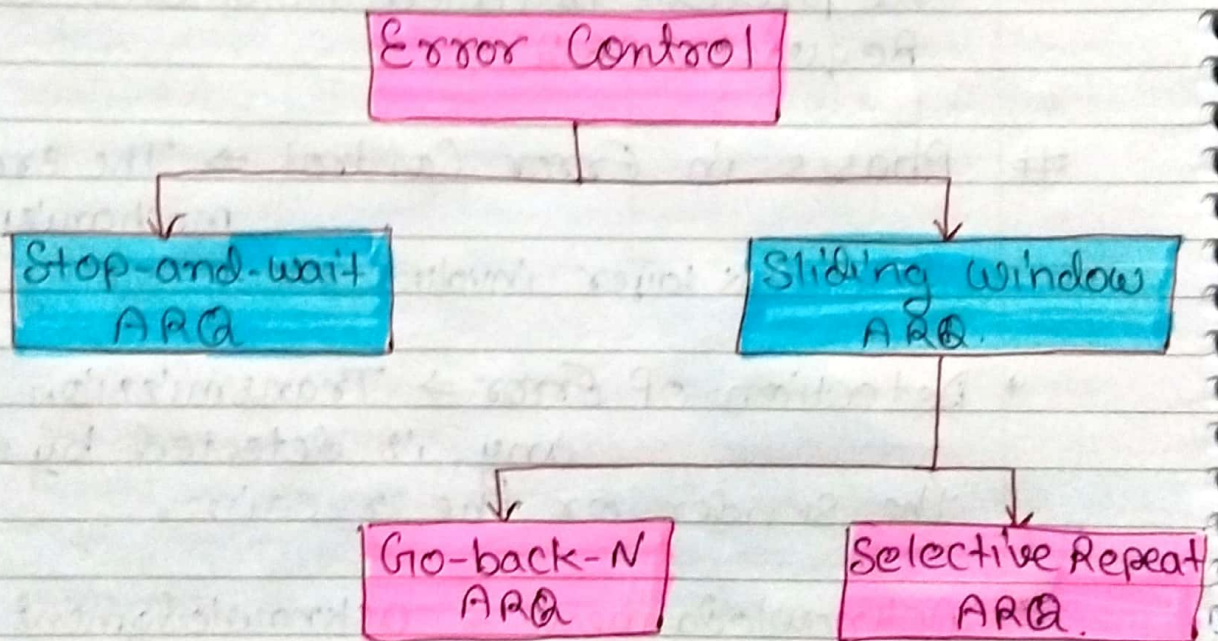 Error Control
Stop-and-wait
ARQ
Sliding Window
ARQ.
Go-back-N
ARQ
Selective Repeat
ARQ.